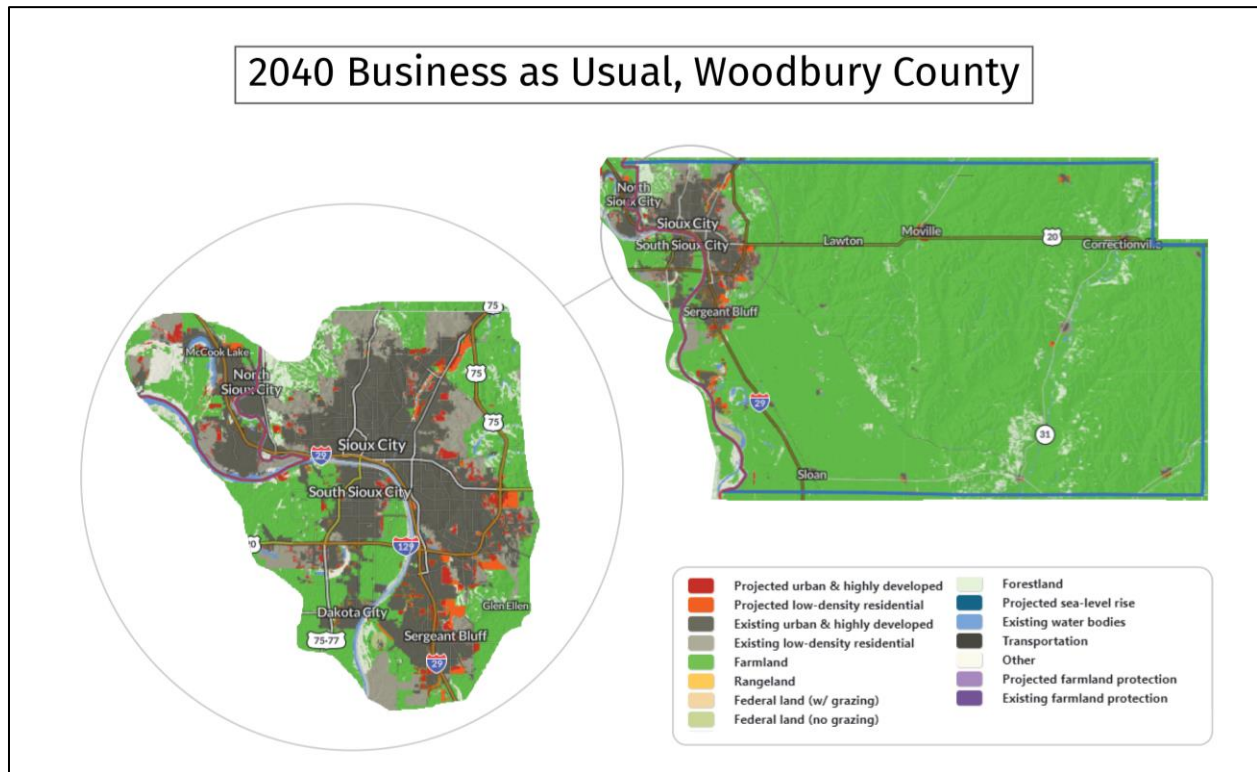 2040 Business as Usual, Woodbury County
North
Sioux City
Sioux City
South Sioux City
Lawton
Moville
20
Correctionville
Sergeant Bluff
29
31
Sloan
75
McCook Lake
North
Sioux City
75
75
Sioux City
29
South Sioux City
129
Dakota City
Glen Ellen
75-77
Sergeant Bluff
29
Projected urban & highly developed
Projected low-density residential
Existing urban & highly developed
Existing low-density residential
Farmland
Rangeland
Federal land (w/ grazing)
Federal land (no grazing)
Forestland
Projected sea-level rise
Existing water bodies
Transportation
Other
Projected farmland protection
Existing farmland protection